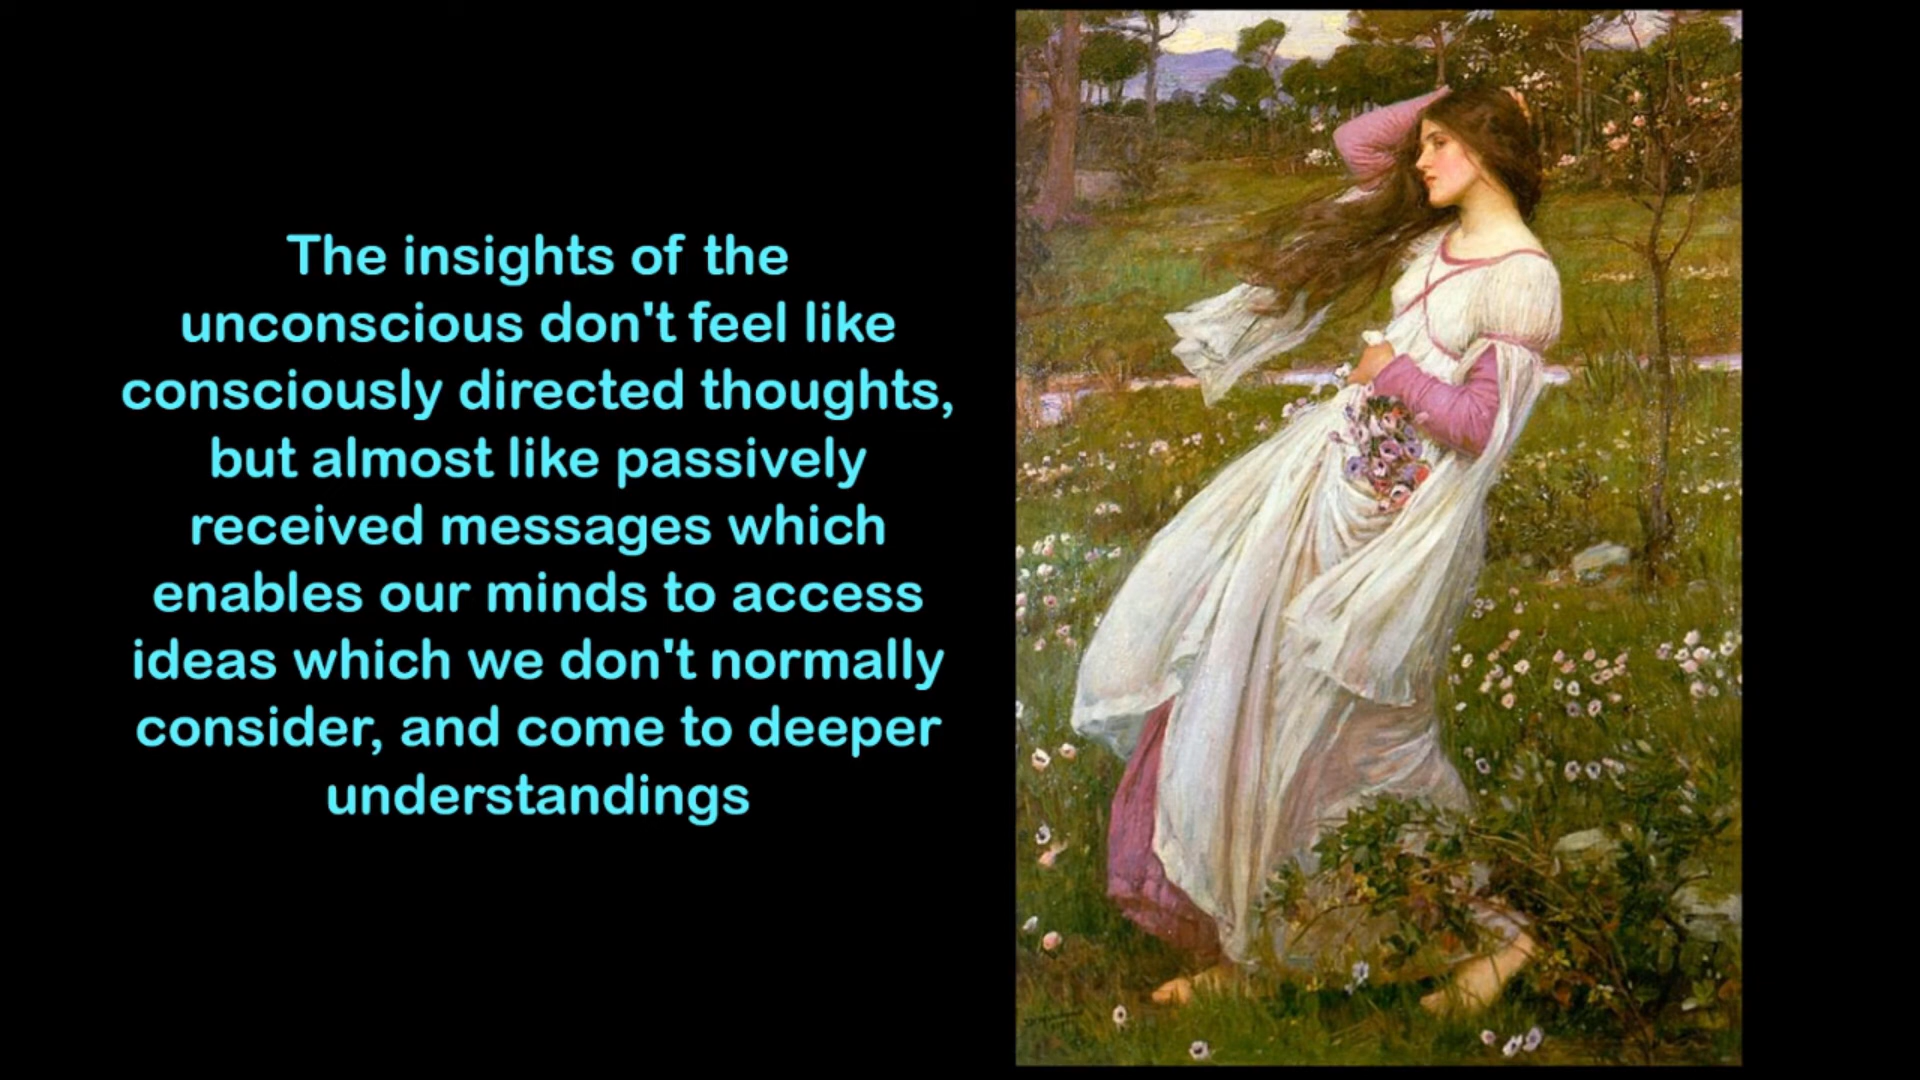 The insights of the
unconscious don't feel like
consciously directed thoughts,
but almost like passively
received messages which
enables our minds to access
ideas which we don't normally
consider, and come to deeper
understandings